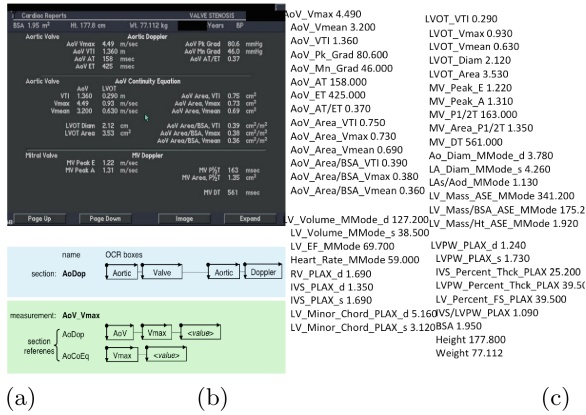 Cardiac Reports VALVE STENOSIS
BSA 1.95 m² Ht. 177.8 cm Wt. 77.112 kg Years BP
Aortic Valve Aortic Doppler
AoV Vmax 4.49 m/sec AoV Pk Grad 80.6 mmHg
AoV VTI 1.360 m AoV Mn Grad 46.0 mmHg
AoV AT 158 msec AoV AT/ET 0.37
AoV ET 425 msec
Aortic Valve AoV Continuity Equation
AoV LVOT
VTI 1.360 0.290 m AoV Area, VTI 0.75 cm²
Vmax 4.49 0.93 m/sec AoV Area, Vmax 0.73 cm²
Vmean 3.200 0.630 m/sec AoV Area, Vmean 0.69 cm²
LVOT Diam 2.12 cm AoV Area/BSA, VTI 0.39 cm²/m²
LVOT Area 3.53 cm² AoV Area/BSA, Vmax 0.38 cm²/m²
AoV Area/BSA, Vmean 0.36 cm²/m²
Mitral Valve MV Doppler
MV Peak E 1.22 m/sec MV P½T 163 msec
MV Peak A 1.31 m/sec MV Area, P½T 1.35 cm²
MV DT 561 msec
Page Up Page Down Image Expand
name OCR boxes
section: AoDop Aortic Valve Aortic Doppler
measurement: AoV_Vmax
section referenes
AoDop AoV Vmax <value>
AoCoEq Vmax <value>
(a)
AoV_Vmax 4.490
AoV_Vmean 3.200
AoV_VTI 1.360
AoV_Pk_Grad 80.600
AoV_Mn_Grad 46.000
AoV_AT 158.000
AoV_ET 425.000
AoV_AT/ET 0.370
AoV_Area_VTI 0.750
AoV_Area_Vmax 0.730
AoV_Area_Vmean 0.690
AoV_Area/BSA_VTI 0.390
AoV_Area/BSA_Vmax 0.380
AoV_Area/BSA_Vmean 0.360
LV_Volume_MMode_d 127.200
LV_Volume_MMode_s 38.500
LV_EF_MMode 69.700
Heart_Rate_MMode 59.000
RV_PLAX_d 1.690
IVS_PLAX_d 1.350
IVS_PLAX_s 1.690
LV_Minor_Chord_PLAX_d 5.160
LV_Minor_Chord_PLAX_s 3.120
(b)
LVOT_VTI 0.290
LVOT_Vmax 0.930
LVOT_Vmean 0.630
LVOT_Diam 2.120
LVOT_Area 3.530
MV_Peak_E 1.220
MV_Peak_A 1.310
MV_P1/2T 163.000
MV_Area_P1/2T 1.350
MV_DT 561.000
Ao_Diam_MMode_d 3.780
LA_Diam_MMode_s 4.260
LAs/Aod_MMode 1.130
LV_Mass_ASE_MMode 341.200
LV_Mass/BSA_ASE_MMode 175.2
LV_Mass/Ht_ASE_MMode 1.920
LVPW_PLAX_d 1.240
LVPW_PLAX_s 1.730
IVS_Percent_Thck_PLAX 25.200
LVPW_Percent_Thck_PLAX 39.50
LV_Percent_FS_PLAX 39.500
IVS/LVPW_PLAX 1.090
BSA 1.950
Height 177.800
Weight 77.112
(c)